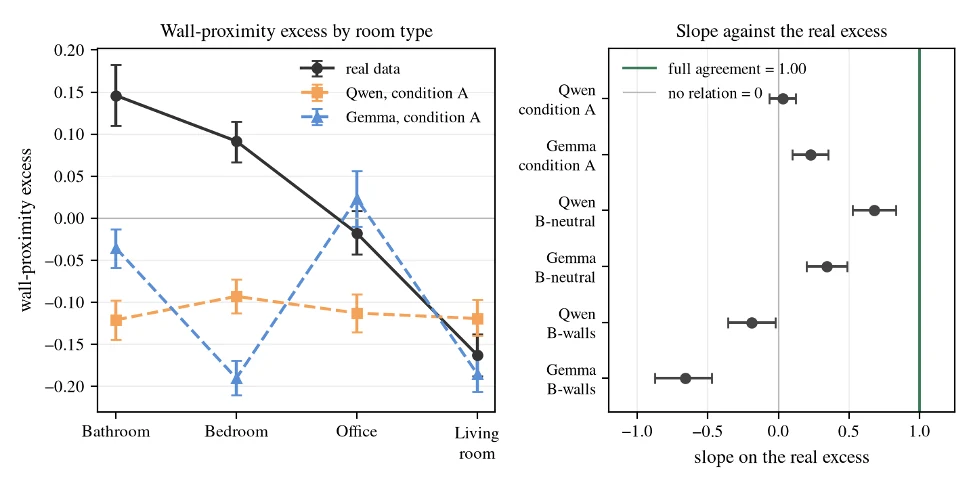 Wall-proximity excess by room type
wall-proximity excess
0.20
0.15
0.10
0.05
0.00
−0.05
−0.10
−0.15
−0.20
real data
Qwen, condition A
Gemma, condition A
Bathroom
Bedroom
Office
Living
room
Slope against the real excess
full agreement = 1.00
no relation = 0
Qwen
condition A
Gemma
condition A
Qwen
B-neutral
Gemma
B-neutral
Qwen
B-walls
Gemma
B-walls
−1.0
−0.5
0.0
0.5
1.0
slope on the real excess